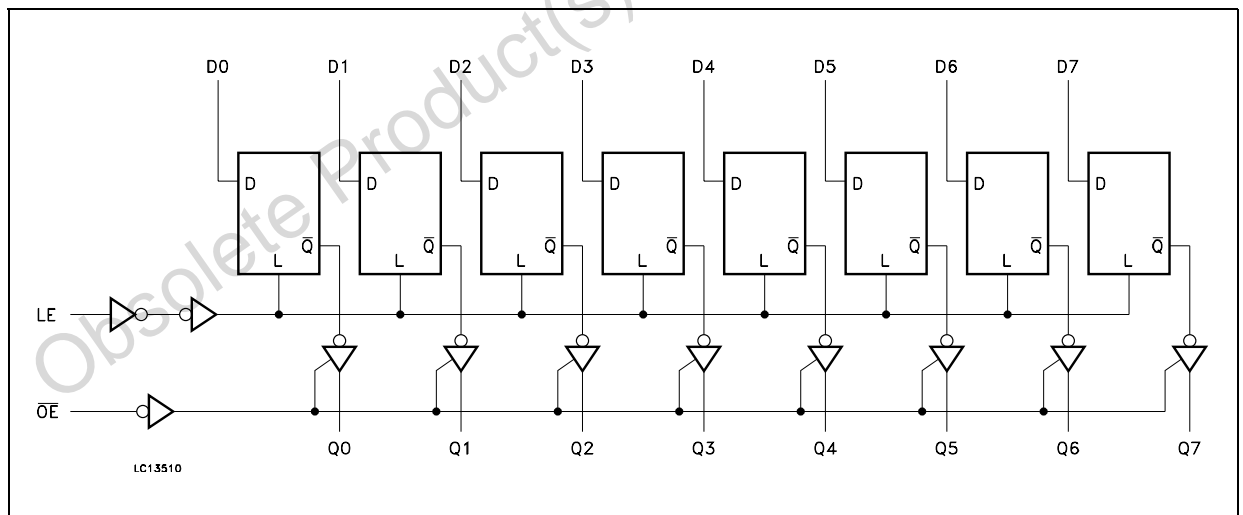 Obsolete Product(s)
D0 D1 D2 D3 D4 D5 D6 D7
D D D D D D D D
Q̅ Q̅ Q̅ Q̅ Q̅ Q̅ Q̅ Q̅
L L L L L L L L
LE
O̅E̅
Q0 Q1 Q2 Q3 Q4 Q5 Q6 Q7
LC13510